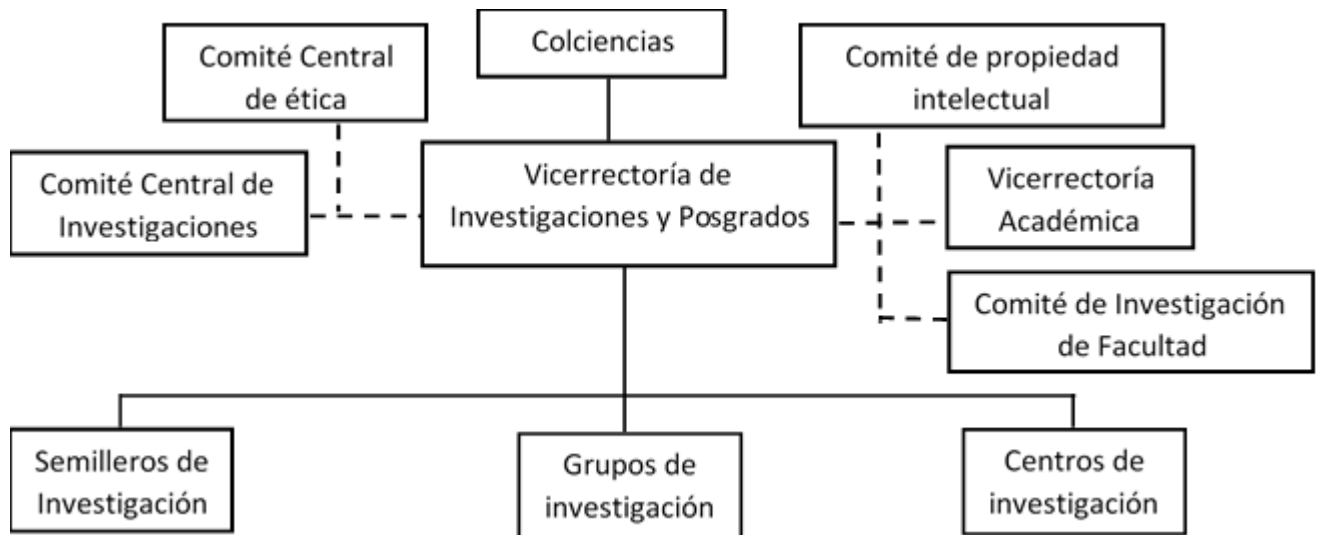 Colciencias
Comité Central
de ética
Comité de propiedad
intelectual
Comité Central de
Investigaciones
Vicerrectoría de
Investigaciones y Posgrados
Vicerrectoría
Académica
Comité de Investigación
de Facultad
Semilleros de
Investigación
Grupos de
investigación
Centros de
investigación